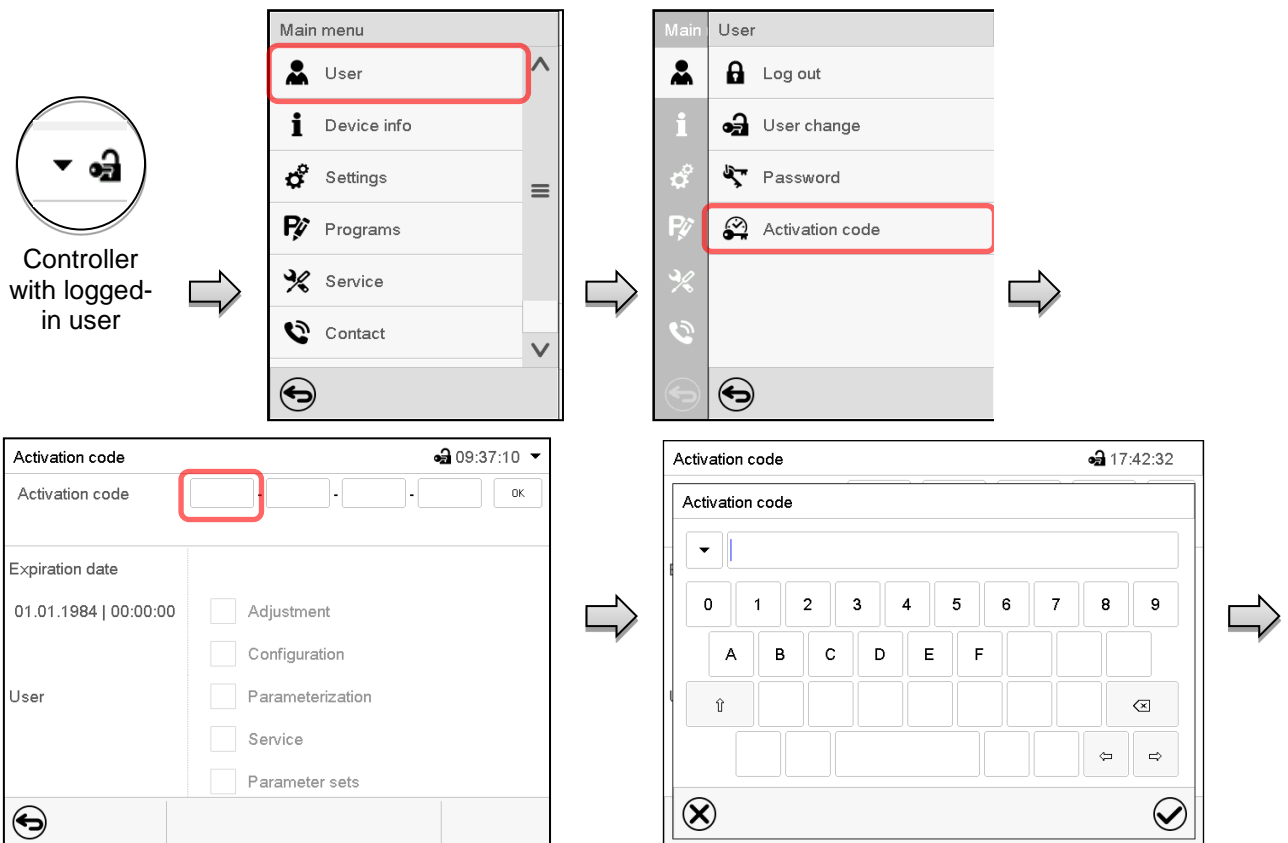 Main menu
User
Device info
Settings
Programs
Service
Contact
Controller
with logged-
in user
Main
User
Log out
User change
Password
Activation code
Activation code
09:37:10
Activation code
- - -
OK
Expiration date
01.01.1984 | 00:00:00
Adjustment
Configuration
User
Parameterization
Service
Parameter sets
Activation code
17:42:32
Activation code
0 1 2 3 4 5 6 7 8 9
A B C D E F